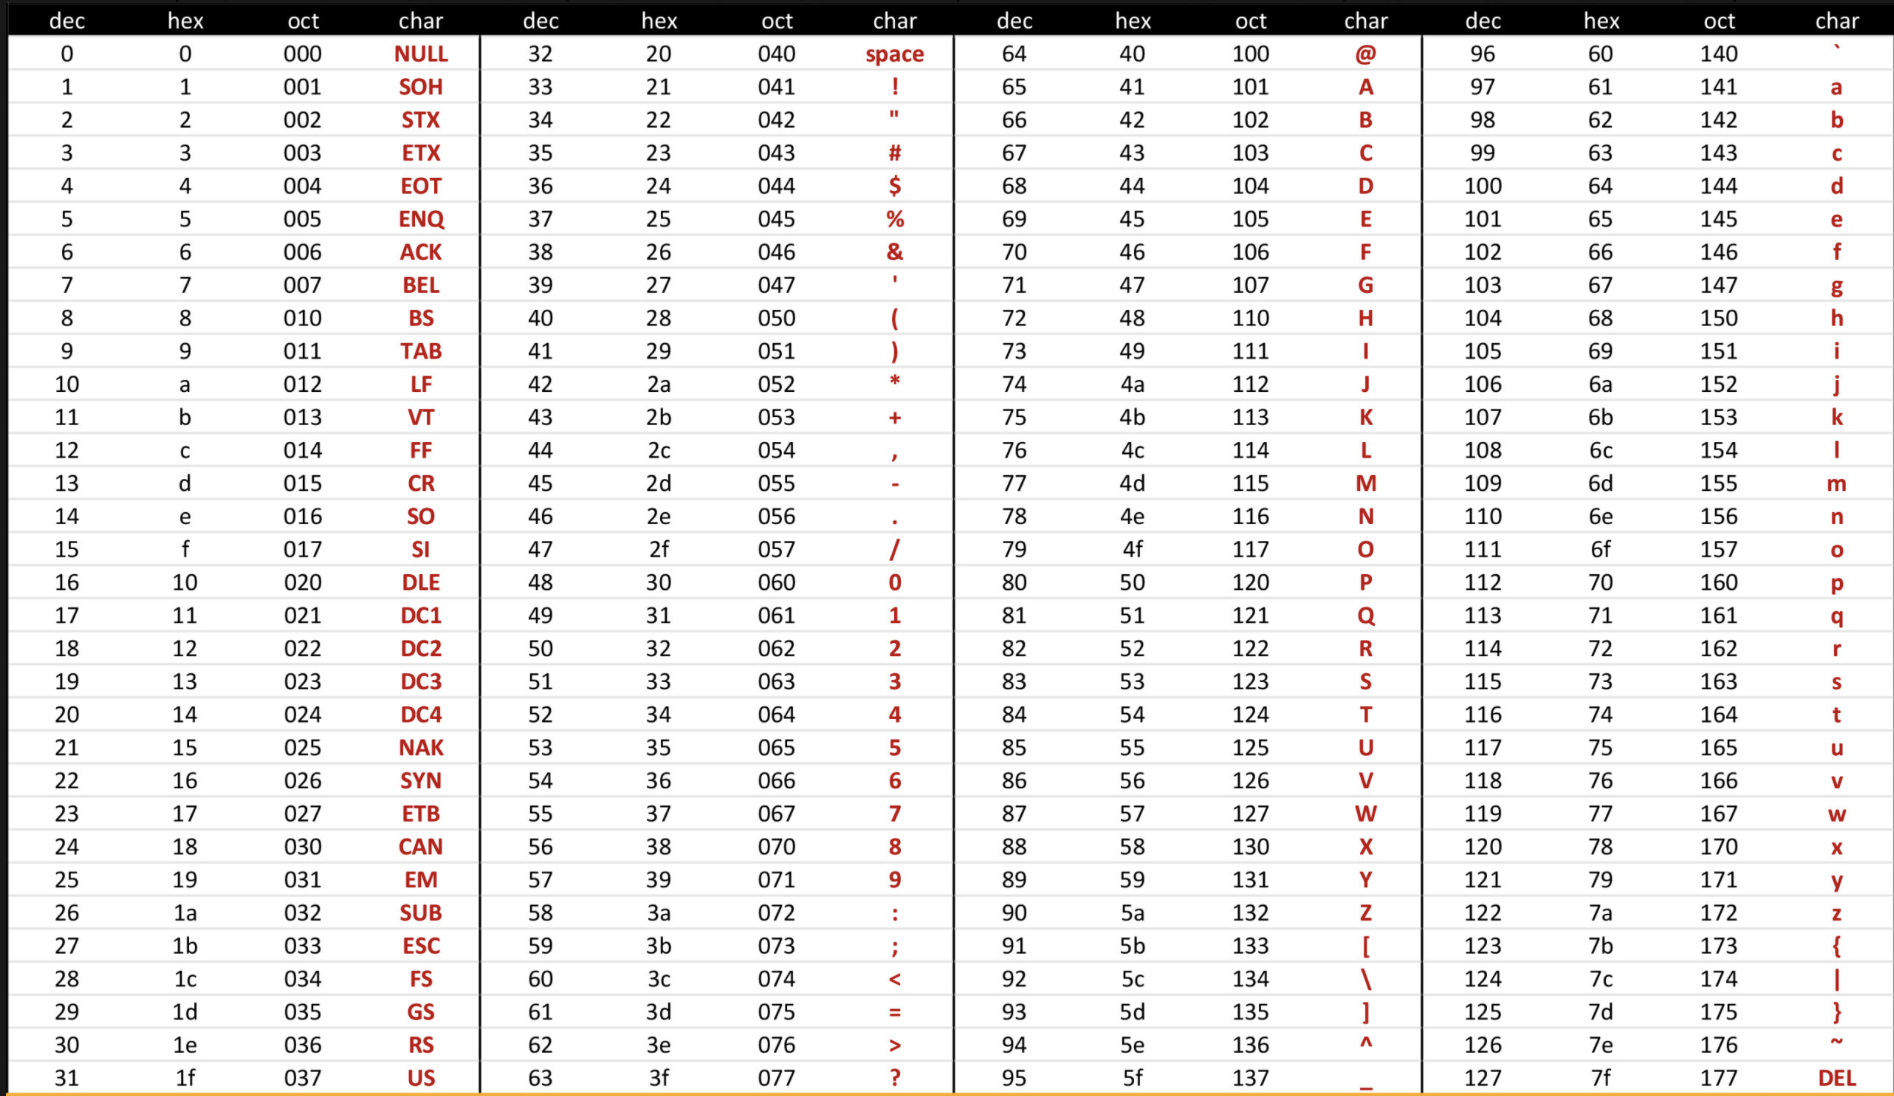 dec hex oct char dec hex oct char dec hex oct char dec hex oct char
0 0 000 NULL 32 20 040 space 64 40 100 @ 96 60 140 `
1 1 001 SOH 33 21 041 ! 65 41 101 A 97 61 141 a
2 2 002 STX 34 22 042 " 66 42 102 B 98 62 142 b
3 3 003 ETX 35 23 043 # 67 43 103 C 99 63 143 c
4 4 004 EOT 36 24 044 $ 68 44 104 D 100 64 144 d
5 5 005 ENQ 37 25 045 % 69 45 105 E 101 65 145 e
6 6 006 ACK 38 26 046 & 70 46 106 F 102 66 146 f
7 7 007 BEL 39 27 047 ' 71 47 107 G 103 67 147 g
8 8 010 BS 40 28 050 ( 72 48 110 H 104 68 150 h
9 9 011 TAB 41 29 051 ) 73 49 111 I 105 69 151 i
10 a 012 LF 42 2a 052 * 74 4a 112 J 106 6a 152 j
11 b 013 VT 43 2b 053 + 75 4b 113 K 107 6b 153 k
12 c 014 FF 44 2c 054 , 76 4c 114 L 108 6c 154 l
13 d 015 CR 45 2d 055 - 77 4d 115 M 109 6d 155 m
14 e 016 SO 46 2e 056 . 78 4e 116 N 110 6e 156 n
15 f 017 SI 47 2f 057 / 79 4f 117 O 111 6f 157 o
16 10 020 DLE 48 30 060 0 80 50 120 P 112 70 160 p
17 11 021 DC1 49 31 061 1 81 51 121 Q 113 71 161 q
18 12 022 DC2 50 32 062 2 82 52 122 R 114 72 162 r
19 13 023 DC3 51 33 063 3 83 53 123 S 115 73 163 s
20 14 024 DC4 52 34 064 4 84 54 124 T 116 74 164 t
21 15 025 NAK 53 35 065 5 85 55 125 U 117 75 165 u
22 16 026 SYN 54 36 066 6 86 56 126 V 118 76 166 v
23 17 027 ETB 55 37 067 7 87 57 127 W 119 77 167 w
24 18 030 CAN 56 38 070 8 88 58 130 X 120 78 170 x
25 19 031 EM 57 39 071 9 89 59 131 Y 121 79 171 y
26 1a 032 SUB 58 3a 072 : 90 5a 132 Z 122 7a 172 z
27 1b 033 ESC 59 3b 073 ; 91 5b 133 [ 123 7b 173 {
28 1c 034 FS 60 3c 074 < 92 5c 134 \ 124 7c 174 |
29 1d 035 GS 61 3d 075 = 93 5d 135 ] 125 7d 175 }
30 1e 036 RS 62 3e 076 > 94 5e 136 ^ 126 7e 176 ~
31 1f 037 US 63 3f 077 ? 95 5f 137 _ 127 7f 177 DEL